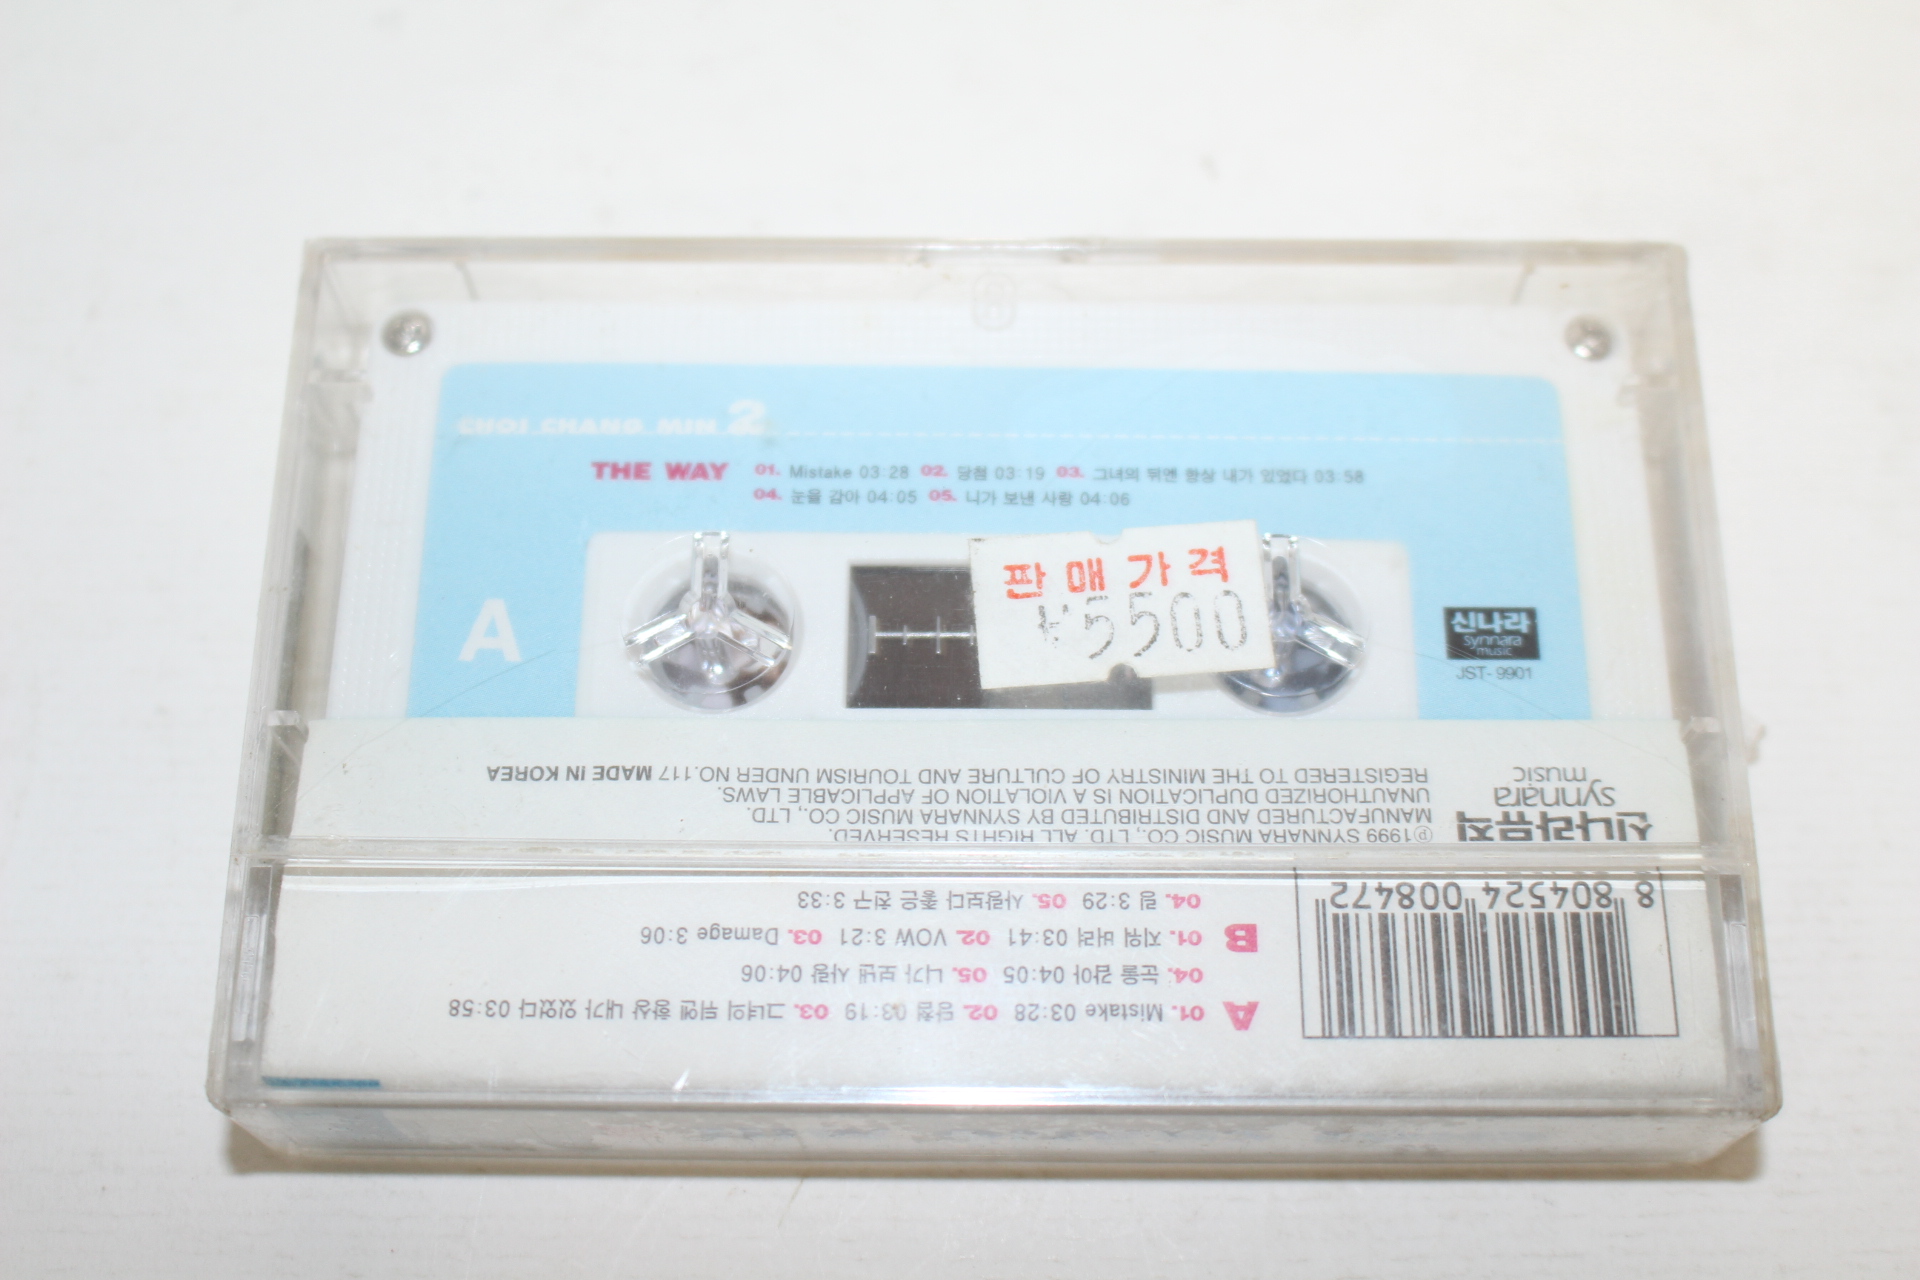 CHOI CHANG MIN 2
THE WAY 01. Mistake 03:28 02. 당첨 03:19 03. 그녀의 뒤엔 항상 내가 있었다 03:58
04. 눈을 감아 04:05 05. 니가 보낸 사랑 04:06
판매가격
¥5500
A
신나라
synnara
music
JST-9901
A 01. Mistake 03:28 02. 당첨 03:19 03. 그녀의 뒤엔 항상 내가 있었다 03:58
04. 눈을 감아 04:05 05. 니가 보낸 사랑 04:06
B 01. 지워 버려 03:41 02. VOW 3:21 03. Damage 3:06
04. 링 3:29 05. 사랑보다 좋은 친구 3:33
8 804524 008472
신나라뮤직
synnara
music
℗1999 SYNNARA MUSIC CO., LTD. ALL RIGHTS RESERVED.
MANUFACTURED AND DISTRIBUTED BY SYNNARA MUSIC CO., LTD.
UNAUTHORIZED DUPLICATION IS A VIOLATION OF APPLICABLE LAWS.
REGISTERED TO THE MINISTRY OF CULTURE AND TOURISM UNDER NO.117 MADE IN KOREA